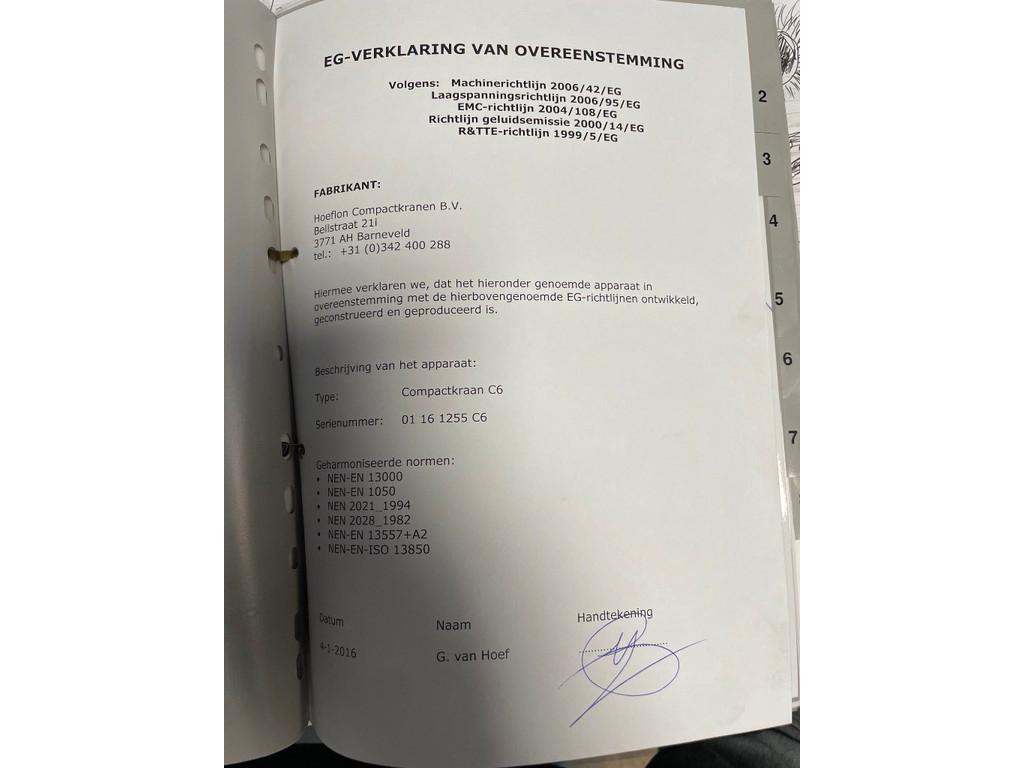 EG-VERKLARING VAN OVEREENSTEMMING
Volgens: Machinerichtlijn 2006/42/EG
Laagspanningsrichtlijn 2006/95/EG
EMC-richtlijn 2004/108/EG
Richtlijn geluidsemissie 2000/14/EG
R&TTE-richtlijn 1999/5/EG
FABRIKANT:
Hoeflon Compactkranen B.V.
Bellstraat 21i
3771 AH Barneveld
tel.: +31 (0)342 400 288
Hiermee verklaren we, dat het hieronder genoemde apparaat in
overeenstemming met de hierbovengenoemde EG-richtlijnen ontwikkeld,
geconstrueerd en geproduceerd is.
Beschrijving van het apparaat:
Type: Compactkraan C6
Serienummer: 01 16 1255 C6
Geharmoniseerde normen:
• NEN-EN 13000
• NEN-EN 1050
• NEN 2021_1994
• NEN 2028_1982
• NEN-EN 13557+A2
• NEN-EN-ISO 13850
Datum Naam Handtekening
4-1-2016 G. van Hoef
2
3
4
5
6
7